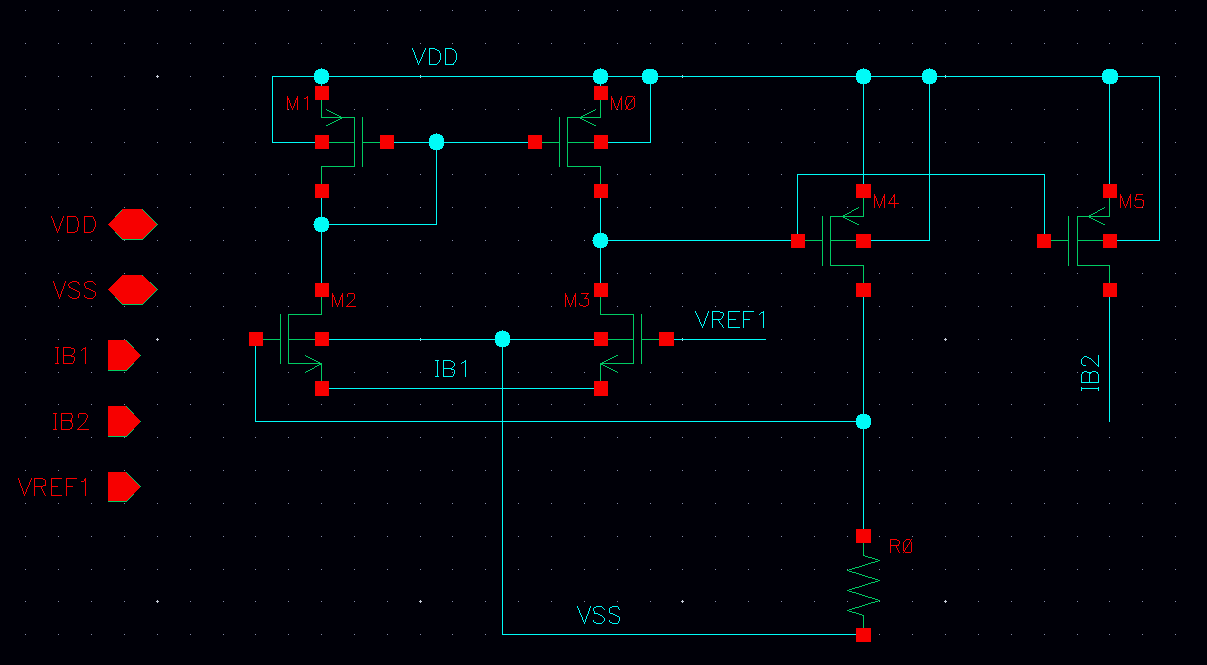 VDD
M1
MØ
M4
M5
VDD
VSS
M2
M3
VREF1
IB1
IB1
IB2
IB2
VREF1
RØ
VSS